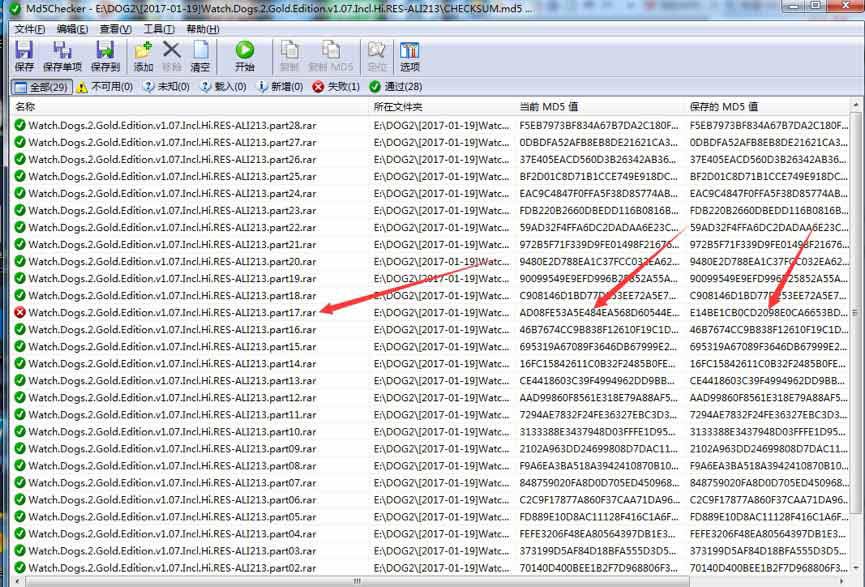 Md5Checker - E:\DOG2\[2017-01-19]Watch.Dogs.2.Gold.Edition.v1.07.Incl.Hi.RES-ALI213\CHECKSUM.md5 ...
文件(F) 编辑(E) 查看(V) 工具(T) 帮助(H)
保存 保存单项 保存到 添加 移除 清空 开始 复制 复制 MD5 定位 选项
全部(29) 不可用(0) 未知(0) 载入(0) 新增(0) 失败(1) 通过(28)
名称 所在文件夹 当前 MD5 值 保存的 MD5 值
Watch.Dogs.2.Gold.Edition.v1.07.Incl.Hi.RES-ALI213.part28.rar E:\DOG2\[2017-01-19]Watc... F5EB7973BF834A67B7DA2C180F... F5EB7973BF834A67B7DA2C180F...
Watch.Dogs.2.Gold.Edition.v1.07.Incl.Hi.RES-ALI213.part27.rar E:\DOG2\[2017-01-19]Watc... 0DBDFA52AFB8EB8DE21621CA3... 0DBDFA52AFB8EB8DE21621CA3...
Watch.Dogs.2.Gold.Edition.v1.07.Incl.Hi.RES-ALI213.part26.rar E:\DOG2\[2017-01-19]Watc... 37E405EACD560D3B26342AB36... 37E405EACD560D3B26342AB36...
Watch.Dogs.2.Gold.Edition.v1.07.Incl.Hi.RES-ALI213.part25.rar E:\DOG2\[2017-01-19]Watc... BF2D01C8D71B1CCE749E918DC... BF2D01C8D71B1CCE749E918DC...
Watch.Dogs.2.Gold.Edition.v1.07.Incl.Hi.RES-ALI213.part24.rar E:\DOG2\[2017-01-19]Watc... EAC9C4847F0FFA5F38D85774AB... EAC9C4847F0FFA5F38D85774AB...
Watch.Dogs.2.Gold.Edition.v1.07.Incl.Hi.RES-ALI213.part23.rar E:\DOG2\[2017-01-19]Watc... FDB220B2660DBEDD116B0816B... FDB220B2660DBEDD116B0816B...
Watch.Dogs.2.Gold.Edition.v1.07.Incl.Hi.RES-ALI213.part22.rar E:\DOG2\[2017-01-19]Watc... 59AD32F4FFA6DC2DADAA6E23C... 59AD32F4FFA6DC2DADAA6E23C...
Watch.Dogs.2.Gold.Edition.v1.07.Incl.Hi.RES-ALI213.part21.rar E:\DOG2\[2017-01-19]Watc... 972B5F71F339D9FE01498F21676... 972B5F71F339D9FE01498F21676...
Watch.Dogs.2.Gold.Edition.v1.07.Incl.Hi.RES-ALI213.part20.rar E:\DOG2\[2017-01-19]Watc... 9480E2D788EA1C37FCC032EA62... 9480E2D788EA1C37FCC032EA62...
Watch.Dogs.2.Gold.Edition.v1.07.Incl.Hi.RES-ALI213.part19.rar E:\DOG2\[2017-01-19]Watc... 90099549E9EFD996B25852A55A... 90099549E9EFD996B25852A55A...
Watch.Dogs.2.Gold.Edition.v1.07.Incl.Hi.RES-ALI213.part18.rar E:\DOG2\[2017-01-19]Watc...
Watch.Dogs.2.Gold.Edition.v1.07.Incl.Hi.RES-ALI213.part17.rar E:\DOG2\[2017-01-19]Watc... AD08FE53A5E484EA568D60544E... E14BE1CB0CD2098E0CA6653BD...
Watch.Dogs.2.Gold.Edition.v1.07.Incl.Hi.RES-ALI213.part16.rar E:\DOG2\[2017-01-19]Watc... 46B7674CC9B838F12610F19C1D... 46B7674CC9B838F12610F19C1D...
Watch.Dogs.2.Gold.Edition.v1.07.Incl.Hi.RES-ALI213.part15.rar E:\DOG2\[2017-01-19]Watc... 695319A67089F3646DB67999E2... 695319A67089F3646DB67999E2...
Watch.Dogs.2.Gold.Edition.v1.07.Incl.Hi.RES-ALI213.part14.rar E:\DOG2\[2017-01-19]Watc... 16FC15842611C0B32F2485B0FE... 16FC15842611C0B32F2485B0FE...
Watch.Dogs.2.Gold.Edition.v1.07.Incl.Hi.RES-ALI213.part13.rar E:\DOG2\[2017-01-19]Watc... CE4418603C39F4994962DD9BB... CE4418603C39F4994962DD9BB...
Watch.Dogs.2.Gold.Edition.v1.07.Incl.Hi.RES-ALI213.part12.rar E:\DOG2\[2017-01-19]Watc... AAD99860F8561E318E79A88AF... AAD99860F8561E318E79A88AF5...
Watch.Dogs.2.Gold.Edition.v1.07.Incl.Hi.RES-ALI213.part11.rar E:\DOG2\[2017-01-19]Watc... 7294AE7832F24FE36327EBC3D3... 7294AE7832F24FE36327EBC3D3...
Watch.Dogs.2.Gold.Edition.v1.07.Incl.Hi.RES-ALI213.part10.rar E:\DOG2\[2017-01-19]Watc... 3133388E3437948D03FFFE1D95... 3133388E3437948D03FFFE1D95...
Watch.Dogs.2.Gold.Edition.v1.07.Incl.Hi.RES-ALI213.part09.rar E:\DOG2\[2017-01-19]Watc... 2102A963DD24699808D7DAC11... 2102A963DD24699808D7DAC11...
Watch.Dogs.2.Gold.Edition.v1.07.Incl.Hi.RES-ALI213.part08.rar E:\DOG2\[2017-01-19]Watc... F9A6EA3BA518A3942410870B10... F9A6EA3BA518A3942410870B10...
Watch.Dogs.2.Gold.Edition.v1.07.Incl.Hi.RES-ALI213.part07.rar E:\DOG2\[2017-01-19]Watc... 848759020FA8D0D705ED450968... 848759020FA8D0D705ED450968...
Watch.Dogs.2.Gold.Edition.v1.07.Incl.Hi.RES-ALI213.part06.rar E:\DOG2\[2017-01-19]Watc... C2C9F17877A860F37CAA71DA96... C2C9F17877A860F37CAA71DA96...
Watch.Dogs.2.Gold.Edition.v1.07.Incl.Hi.RES-ALI213.part05.rar E:\DOG2\[2017-01-19]Watc... FD889E10D8AC11128F416C1A6F... FD889E10D8AC11128F416C1A6F...
Watch.Dogs.2.Gold.Edition.v1.07.Incl.Hi.RES-ALI213.part04.rar E:\DOG2\[2017-01-19]Watc... FEFE3206F48EA80564397DB1E3... FEFE3206F48EA80564397DB1E3...
Watch.Dogs.2.Gold.Edition.v1.07.Incl.Hi.RES-ALI213.part03.rar E:\DOG2\[2017-01-19]Watc... 373199D5AF84D18BFA555D3D5... 373199D5AF84D18BFA555D3D5...
Watch.Dogs.2.Gold.Edition.v1.07.Incl.Hi.RES-ALI213.part02.rar E:\DOG2\[2017-01-19]Watc... 70140D400BEE1B2F7D968806F3... 70140D400BEE1B2F7D968806F3...